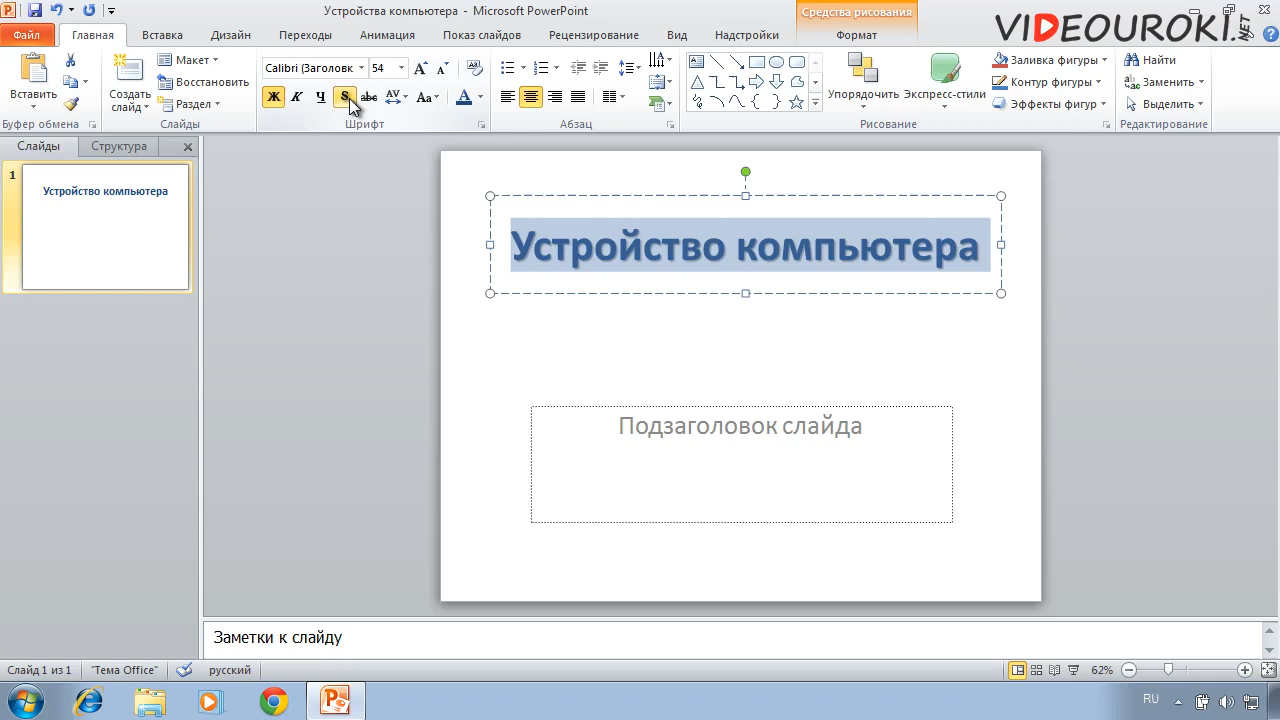 Устройства компьютера - Microsoft PowerPoint
Средства рисования
VIDEOUROKI.NET
Файл Главная Вставка Дизайн Переходы Анимация Показ слайдов Рецензирование Вид Надстройки Формат
Вставить
Создать слайд
Макет
Восстановить
Раздел
Calibri (Заголовк 54
Ж К Ч S abc AV Aa А
Упорядочить
Экспресс-стили
Заливка фигуры
Контур фигуры
Эффекты фигур
Найти
Заменить
Выделить
Буфер обмена Слайды Шрифт Абзац Рисование Редактирование
Слайды Структура
1
Устройство компьютера
Устройство компьютера
Подзаголовок слайда
Заметки к слайду
Слайд 1 из 1 "Тема Office" русский 62%
RU